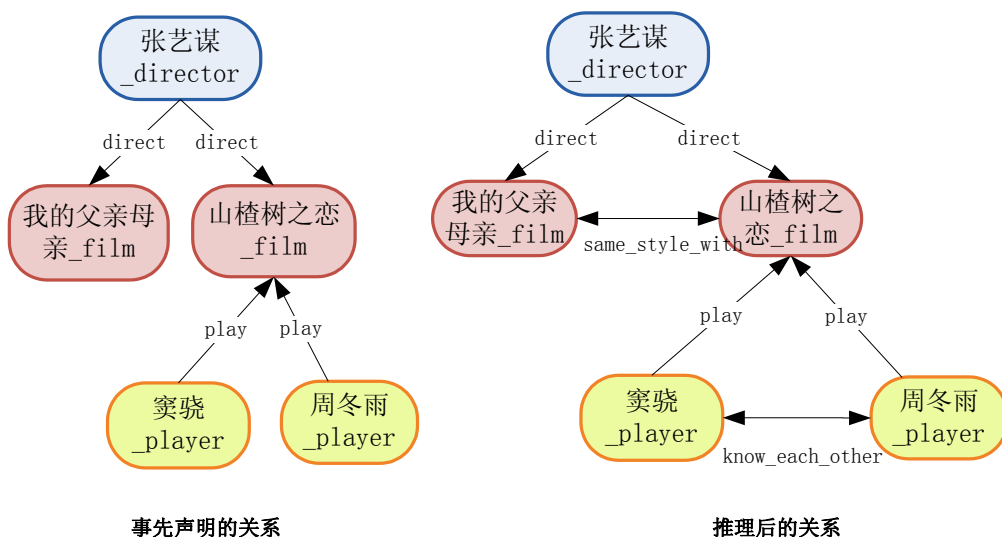 张艺谋
_director
direct
direct
我的父亲母
亲_film
山楂树之恋
_film
play
play
窦骁
_player
周冬雨
_player
事先声明的关系
张艺谋
_director
direct
direct
我的父亲
母亲_film
same_style_with
山楂树之
恋_film
play
play
窦骁
_player
周冬雨
_player
know_each_other
推理后的关系